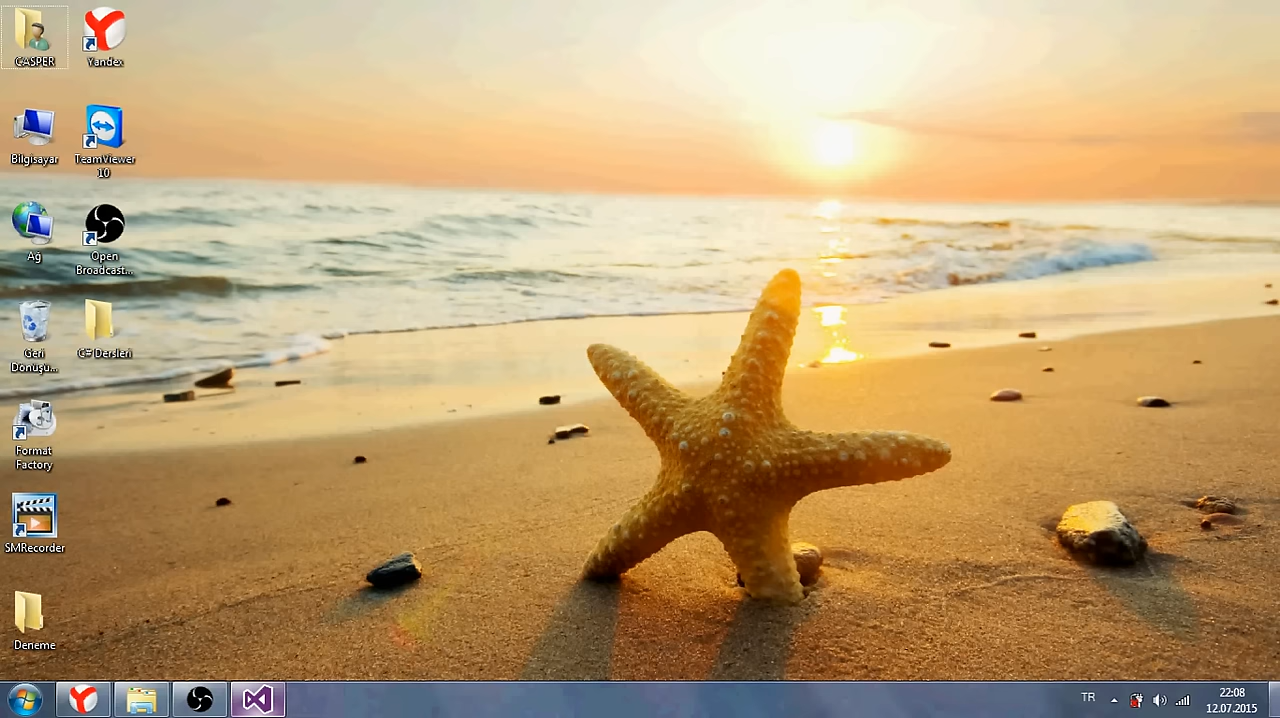 CASPER
Yandex
Bilgisayar
TeamViewer
10
Ağ
Open
Broadcast...
Geri
Dönüşü...
C# Dersleri
Format
Factory
SMRecorder
Deneme
TR
22:08
12.07.2015